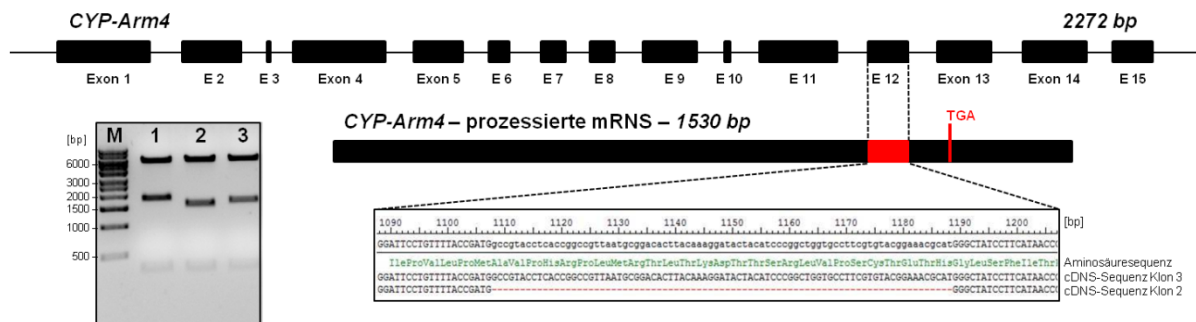 CYP-Arm4 2272 bp
Exon 1 E 2 E 3 Exon 4 Exon 5 E 6 E 7 E 8 E 9 E 10 E 11 E 12 Exon 13 Exon 14 E 15
CYP-Arm4 – prozessierte mRNS – 1530 bp
TGA
[bp] M 1 2 3
6000
3000
2000
1500
1000
500
1090 1100 1110 1120 1130 1140 1150 1160 1170 1180 1190 1200 [bp]
GGATTCCTGTTTTACCGATGgccgtacctcaccggccgttaatgcggacacttacaaaggatactacatcccggctggtgccttcgtgtacggaaacgcatGGGCTATCCTTCATAACC
IleProValLeuProMetAlaValProHisArgProLeuMetArgThrLeuThrLysAspThrThrSerArgLeuValProSerCysThrGluThrHisGlyLeuSerPheIleThr Aminosäuresequenz
GGATTCCTGTTTTACCGATGGCCGTACCTCACCGGCCGTTAATGCGGACACTTACAAAGGATACTACATCCCGGCTGGTGCCTTCGTGTACGGAAACGCATGGGCTATCCTTCATAACC cDNS-Sequenz Klon 3
GGATTCCTGTTTTACCGATG---------------------------------------------------------------------------------GGGCTATCCTTCATAACC cDNS-Sequenz Klon 2